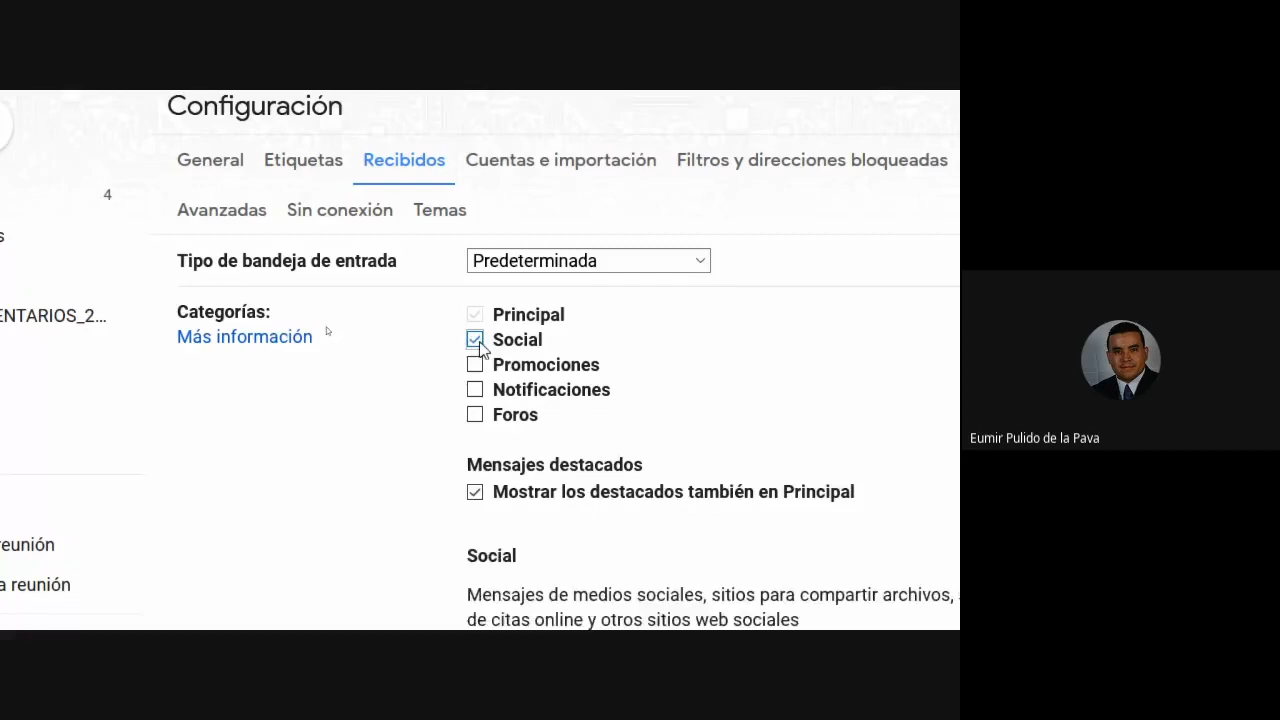 Configuración
General Etiquetas Recibidos Cuentas e importación Filtros y direcciones bloqueadas
4
Avanzadas Sin conexión Temas
s
Tipo de bandeja de entrada Predeterminada
Categorías: Principal
ENTARIOS_2...
Más información Social
Promociones
Notificaciones
Foros
Mensajes destacados
Mostrar los destacados también en Principal
reunión
Social
a reunión
Mensajes de medios sociales, sitios para compartir archivos,
de citas online y otros sitios web sociales
Eumir Pulido de la Pava